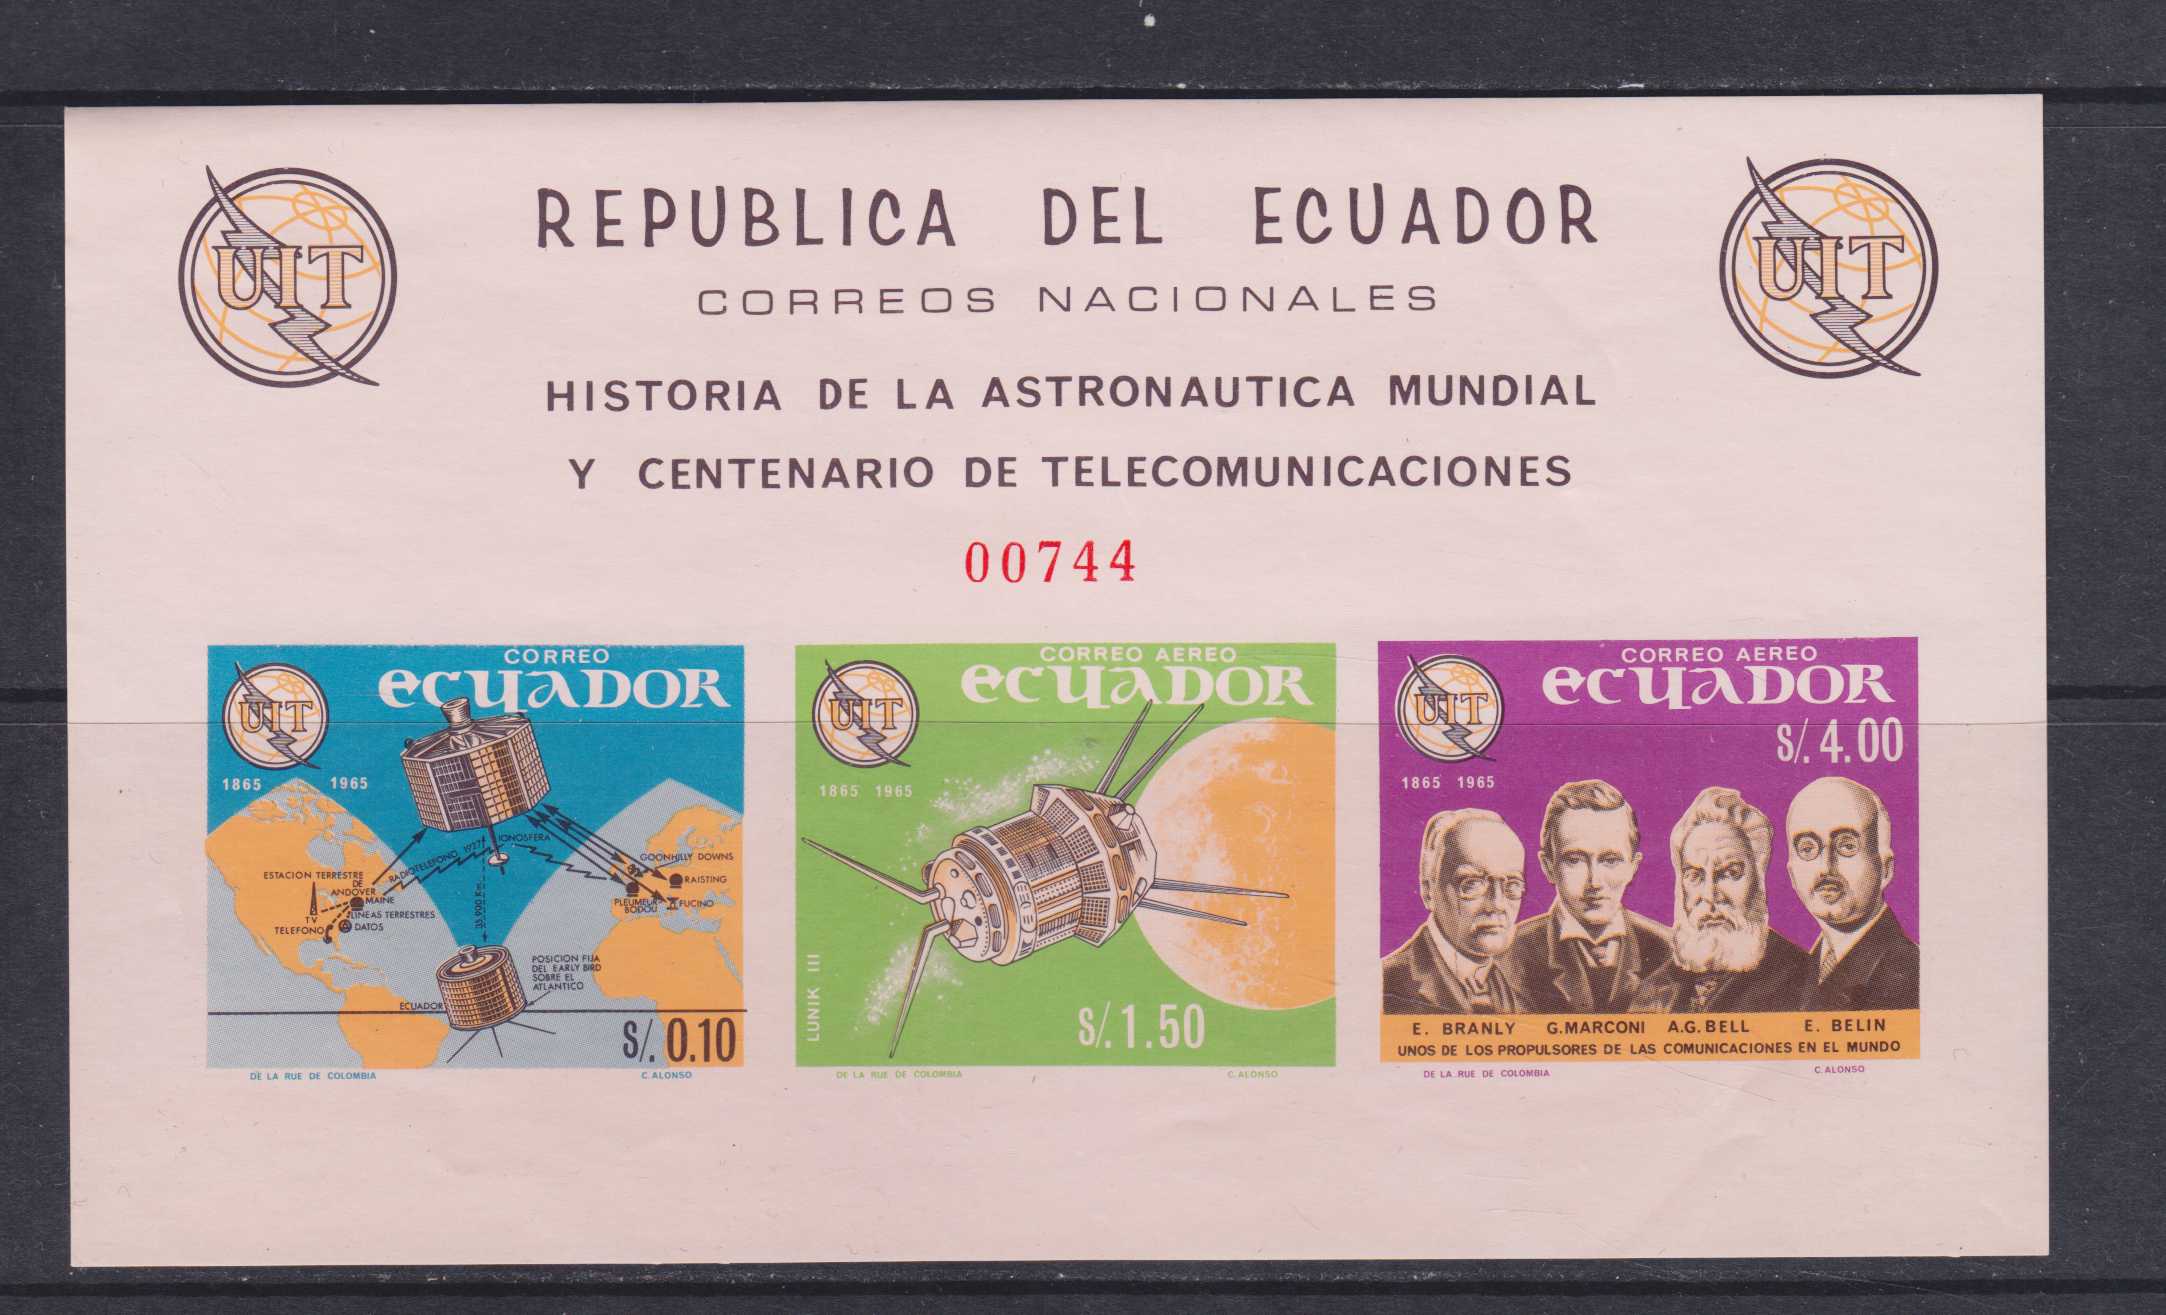 UIT
REPUBLICA DEL ECUADOR
UIT
CORREOS NACIONALES
HISTORIA DE LA ASTRONAUTICA MUNDIAL
Y CENTENARIO DE TELECOMUNICACIONES
00744
CORREO
ECUADOR
UIT
1865 1965
IONOSFERA
RADIOTELEFONO 1927
GOONHILLY DOWNS
RAISTING
PLEUMEUR
BODOU
FUCINO
ESTACION TERRESTRE
DE
ANDOVER
MAINE
TV
LINEAS TERRESTRES
DATOS
TELEFONO
35.900 Km.
POSICION FIJA
DEL EARLY BIRD
SOBRE EL
ATLANTICO
ECUADOR
S/. 0.10
DE LA RUE DE COLOMBIA
C. ALONSO
CORREO AEREO
ECUADOR
UIT
1865 1965
LUNIK III
S/. 1.50
DE LA RUE DE COLOMBIA
C. ALONSO
CORREO AEREO
ECUADOR
UIT
S/. 4.00
1865 1965
E. BRANLY G. MARCONI A.G. BELL E. BELIN
UNOS DE LOS PROPULSORES DE LAS COMUNICACIONES EN EL MUNDO
DE LA RUE DE COLOMBIA
C. ALONSO